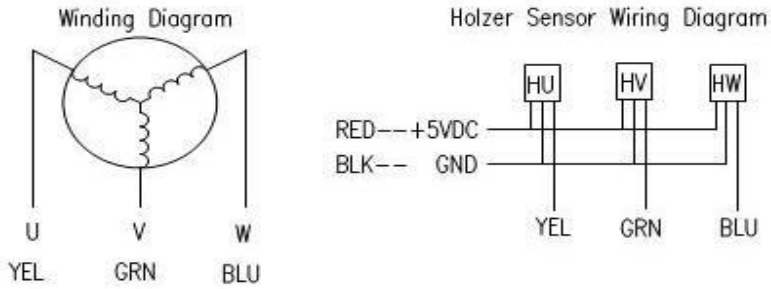 Winding Diagram
U V W
YEL GRN BLU
Holzer Sensor Wiring Diagram
HU HV HW
RED--+5VDC
BLK-- GND
YEL GRN BLU